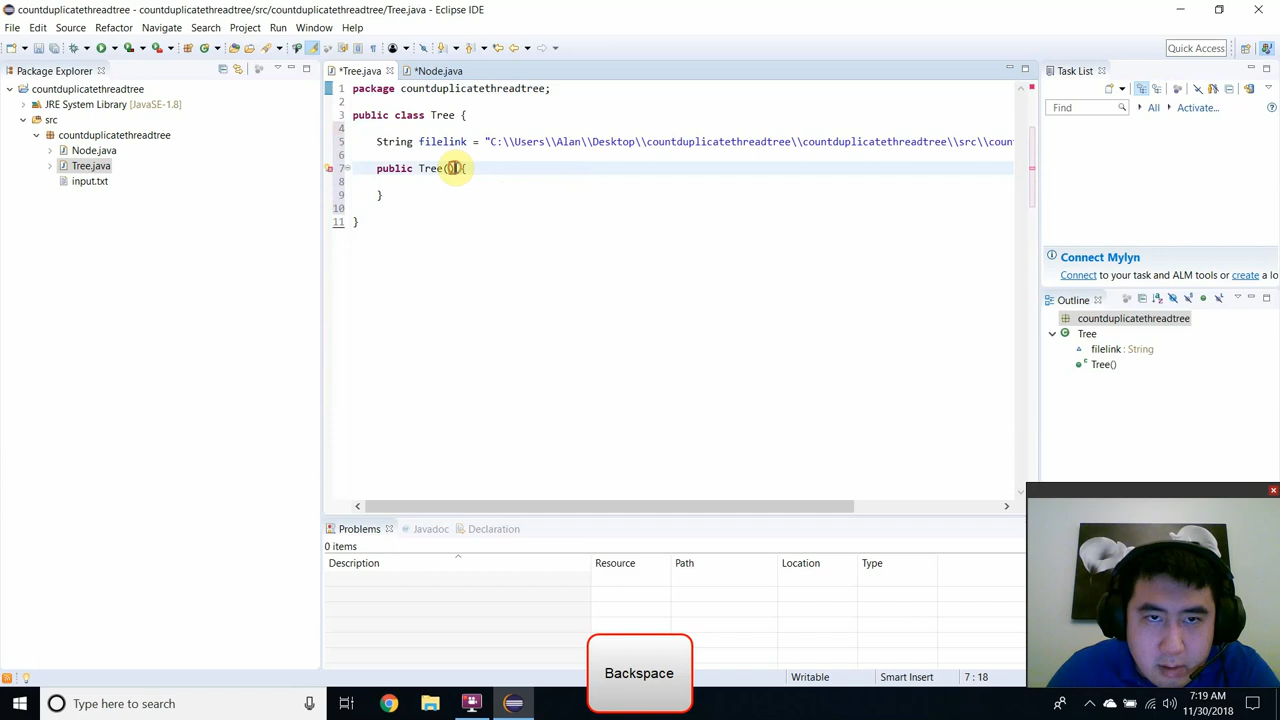 countduplicatethreadtree - countduplicatethreadtree/src/countduplicatethreadtree/Tree.java - Eclipse IDE
File Edit Source Refactor Navigate Search Project Run Window Help
Quick Access
Package Explorer
countduplicatethreadtree
JRE System Library [JavaSE-1.8]
src
countduplicatethreadtree
Node.java
Tree.java
input.txt
*Tree.java
*Node.java
1 package countduplicatethreadtree;
2
3 public class Tree {
4
5 String filelink = "C:\\Users\\Alan\\Desktop\\countduplicatethreadtree\\countduplicatethreadtree\\src\\coun
6
7 public Tree() {
8
9 }
10
11 }
Task List
Find
All
Activate...
Connect Mylyn
Connect to your task and ALM tools or create a lo
Outline
countduplicatethreadtree
Tree
filelink : String
Tree()
Problems
Javadoc
Declaration
0 items
Description Resource Path Location Type
Backspace
Writable Smart Insert 7 : 18
Type here to search
7:19 AM
11/30/2018